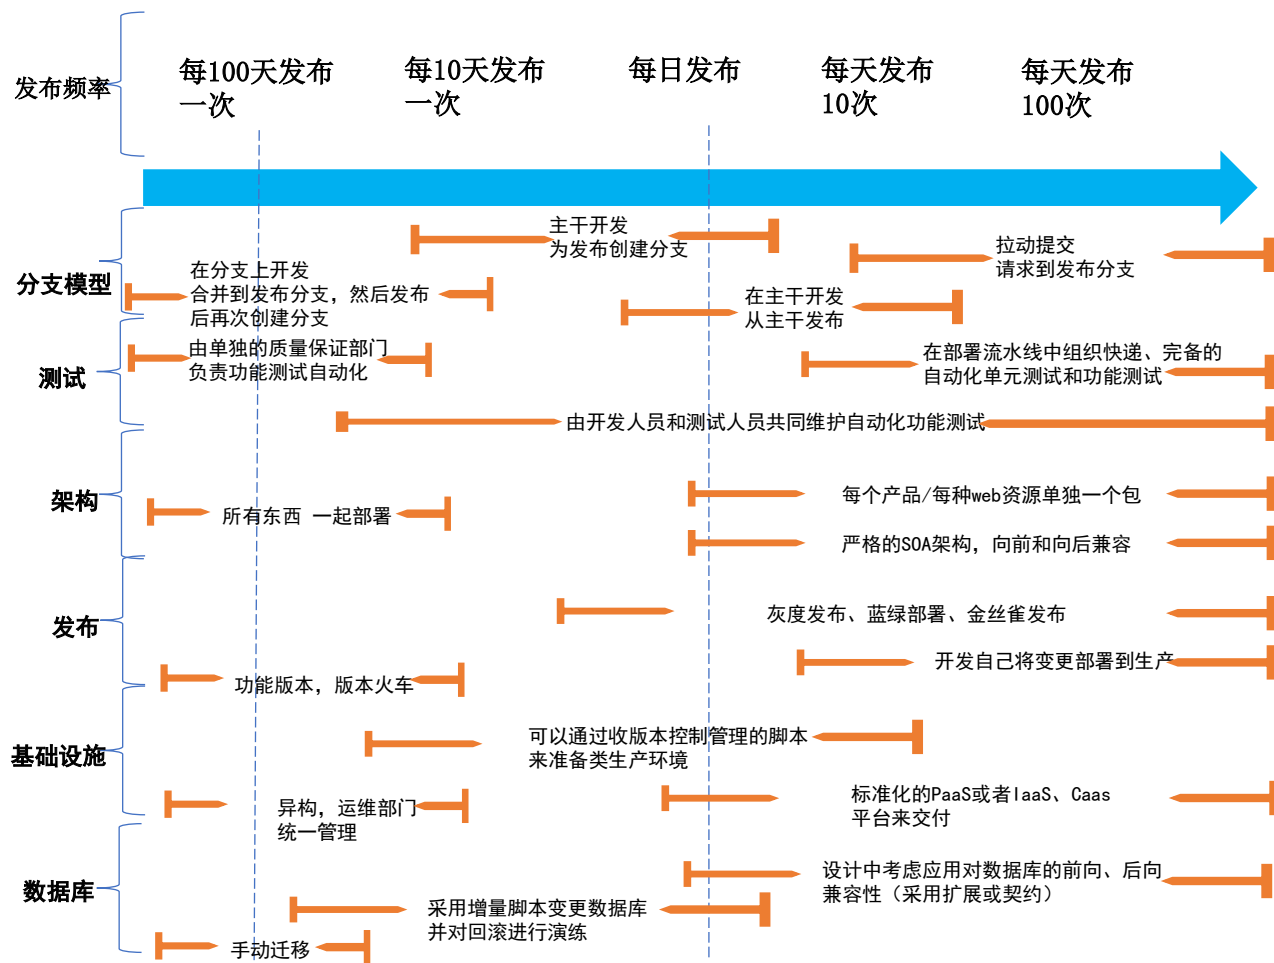 发布频率
每100天发布
一次
每10天发布
一次
每日发布
每天发布
10次
每天发布
100次
分支模型
主干开发
为发布创建分支
拉动提交
请求到发布分支
在分支上开发
合并到发布分支，然后发布
后再次创建分支
在主干开发
从主干发布
测试
由单独的质量保证部门
负责功能测试自动化
在部署流水线中组织快递、完备的
自动化单元测试和功能测试
由开发人员和测试人员共同维护自动化功能测试
架构
每个产品/每种web资源单独一个包
所有东西 一起部署
严格的SOA架构，向前和向后兼容
发布
灰度发布、蓝绿部署、金丝雀发布
开发自己将变更部署到生产
功能版本，版本火车
基础设施
可以通过收版本控制管理的脚本
来准备类生产环境
异构，运维部门
统一管理
标准化的PaaS或者IaaS、Caas
平台来交付
数据库
设计中考虑应用对数据库的前向、后向
兼容性（采用扩展或契约）
采用增量脚本变更数据库
并对回滚进行演练
手动迁移